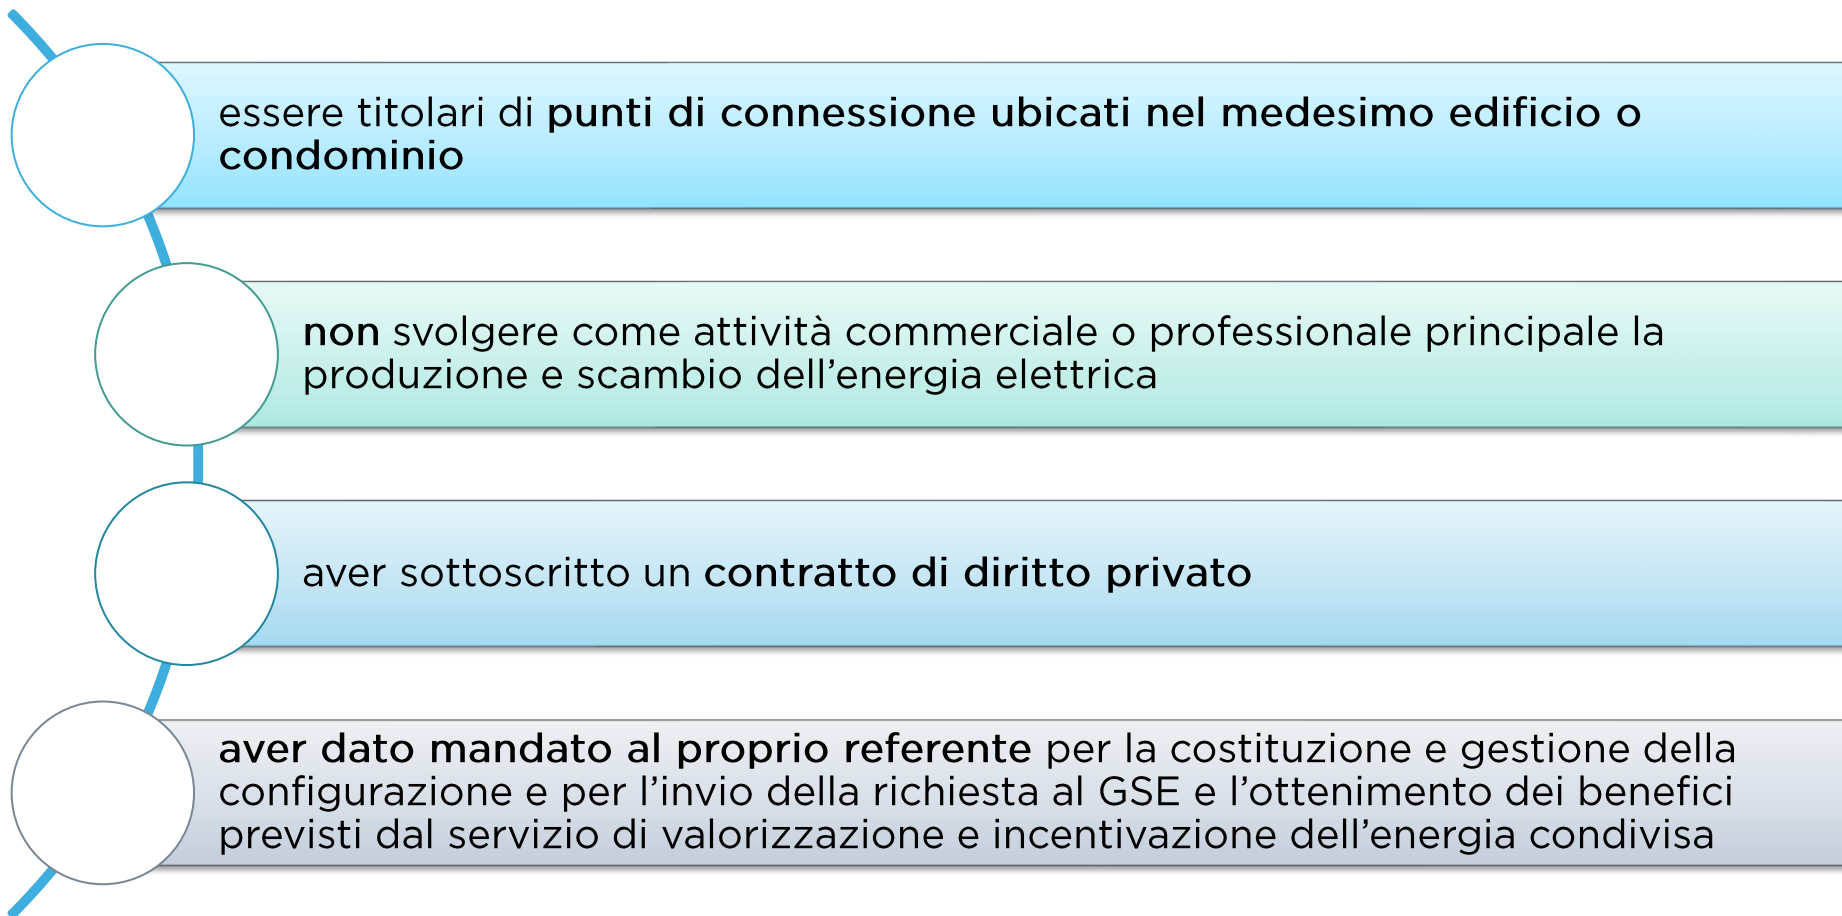 essere titolari di punti di connessione ubicati nel medesimo edificio o
condominio
non svolgere come attività commerciale o professionale principale la
produzione e scambio dell’energia elettrica
aver sottoscritto un contratto di diritto privato
aver dato mandato al proprio referente per la costituzione e gestione della
configurazione e per l’invio della richiesta al GSE e l’ottenimento dei benefici
previsti dal servizio di valorizzazione e incentivazione dell’energia condivisa